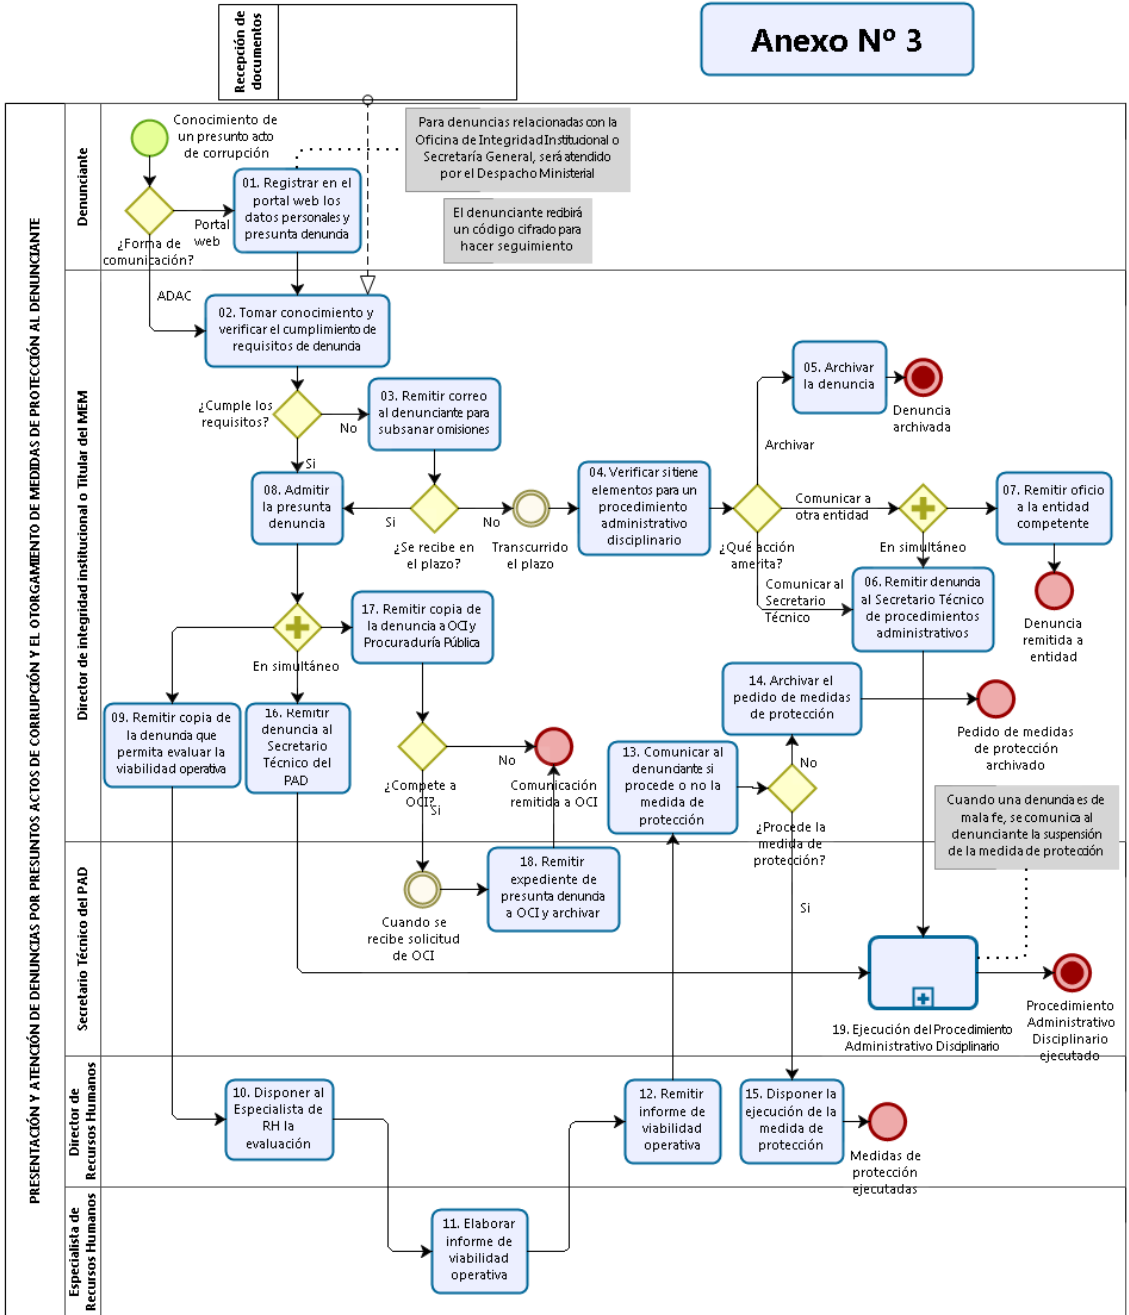 Anexo Nº 3
Recepción de
documentos
PRESENTACIÓN Y ATENCIÓN DE DENUNCIAS POR PRESUNTOS ACTOS DE CORRUPCIÓN Y EL OTORGAMIENTO DE MEDIDAS DE PROTECCIÓN AL DENUNCIANTE
Denunciante
Conocimiento de
un presunto acto
de corrupción
Para denuncias relacionadas con la
Oficina de Integridad Institucional o
Secretaría General, será atendido
por el Despacho Ministerial
01. Registrar en el
portal web los
datos personales y
presunta denuncia
Portal
web
El denunciante recibirá
un código cifrado para
hacer seguimiento
¿Forma de
comunicación?
Director de integridad institucional o Titular del MEM
ADAC
02. Tomar conocimiento y
verificar el cumplimiento de
requisitos de denuncia
¿Cumple los
requisitos?
No
Si
03. Remitir correo
al denunciante para
subsanar omisiones
05. Archivar
la denuncia
Denuncia
archivada
Archivar
08. Admitir
la presunta
denuncia
Si
¿Se recibe en
el plazo?
No
Transcurrido
el plazo
04. Verificar si tiene
elementos para un
procedimiento
administrativo
disciplinario
¿Qué acción
amerita?
Comunicar a
otra entidad
En simultáneo
07. Remitir oficio
a la entidad
competente
Comunicar al
Secretario
Técnico
06. Remitir denuncia
al Secretario Técnico
de procedimientos
administrativos
Denuncia
remitida a
entidad
17. Remitir copia de
la denuncia a OCI y
Procuraduría Pública
En simultáneo
09. Remitir copia de
la denuncia que
permita evaluar la
viabilidad operativa
16. Remitir
denuncia al
Secretario
Técnico del
PAD
¿Compete a
OCI?
No
Si
Comunicación
remitida a OCI
13. Comunicar al
denunciante si
procede o no la
medida de
protección
14. Archivar el
pedido de medidas
de protección
No
Pedido de medidas
de protección
archivado
¿Procede la
medida de
protección?
Cuando una denuncia es de
mala fe, se comunica al
denunciante la suspensión
de la medida de protección
Secretario Técnico del PAD
Cuando se
recibe solicitud
de OCI
18. Remitir
expediente de
presunta denuncia
a OCI y archivar
Si
19. Ejecución del Procedimiento
Administrativo Disciplinario
Procedimiento
Administrativo
Disciplinario
ejecutado
Director de
Recursos Humanos
10. Disponer al
Especialista de
RH la
evaluación
12. Remitir
informe de
viabilidad
operativa
15. Disponer la
ejecución de la
medida de
protección
Medidas de
protección
ejecutadas
Especialista de
Recursos Humanos
11. Elaborar
informe de
viabilidad
operativa